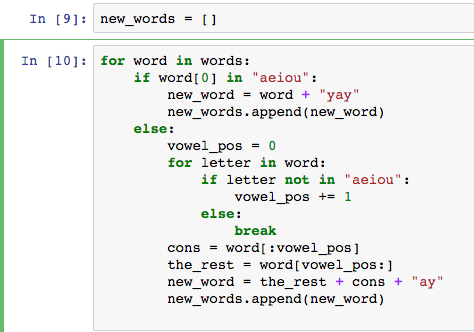 In [9]: new_words = []
In [10]: for word in words:
    if word[0] in "aeiou":
        new_word = word + "yay"
        new_words.append(new_word)
    else:
        vowel_pos = 0
        for letter in word:
            if letter not in "aeiou":
                vowel_pos += 1
            else:
                break
        cons = word[:vowel_pos]
        the_rest = word[vowel_pos:]
        new_word = the_rest + cons + "ay"
        new_words.append(new_word)